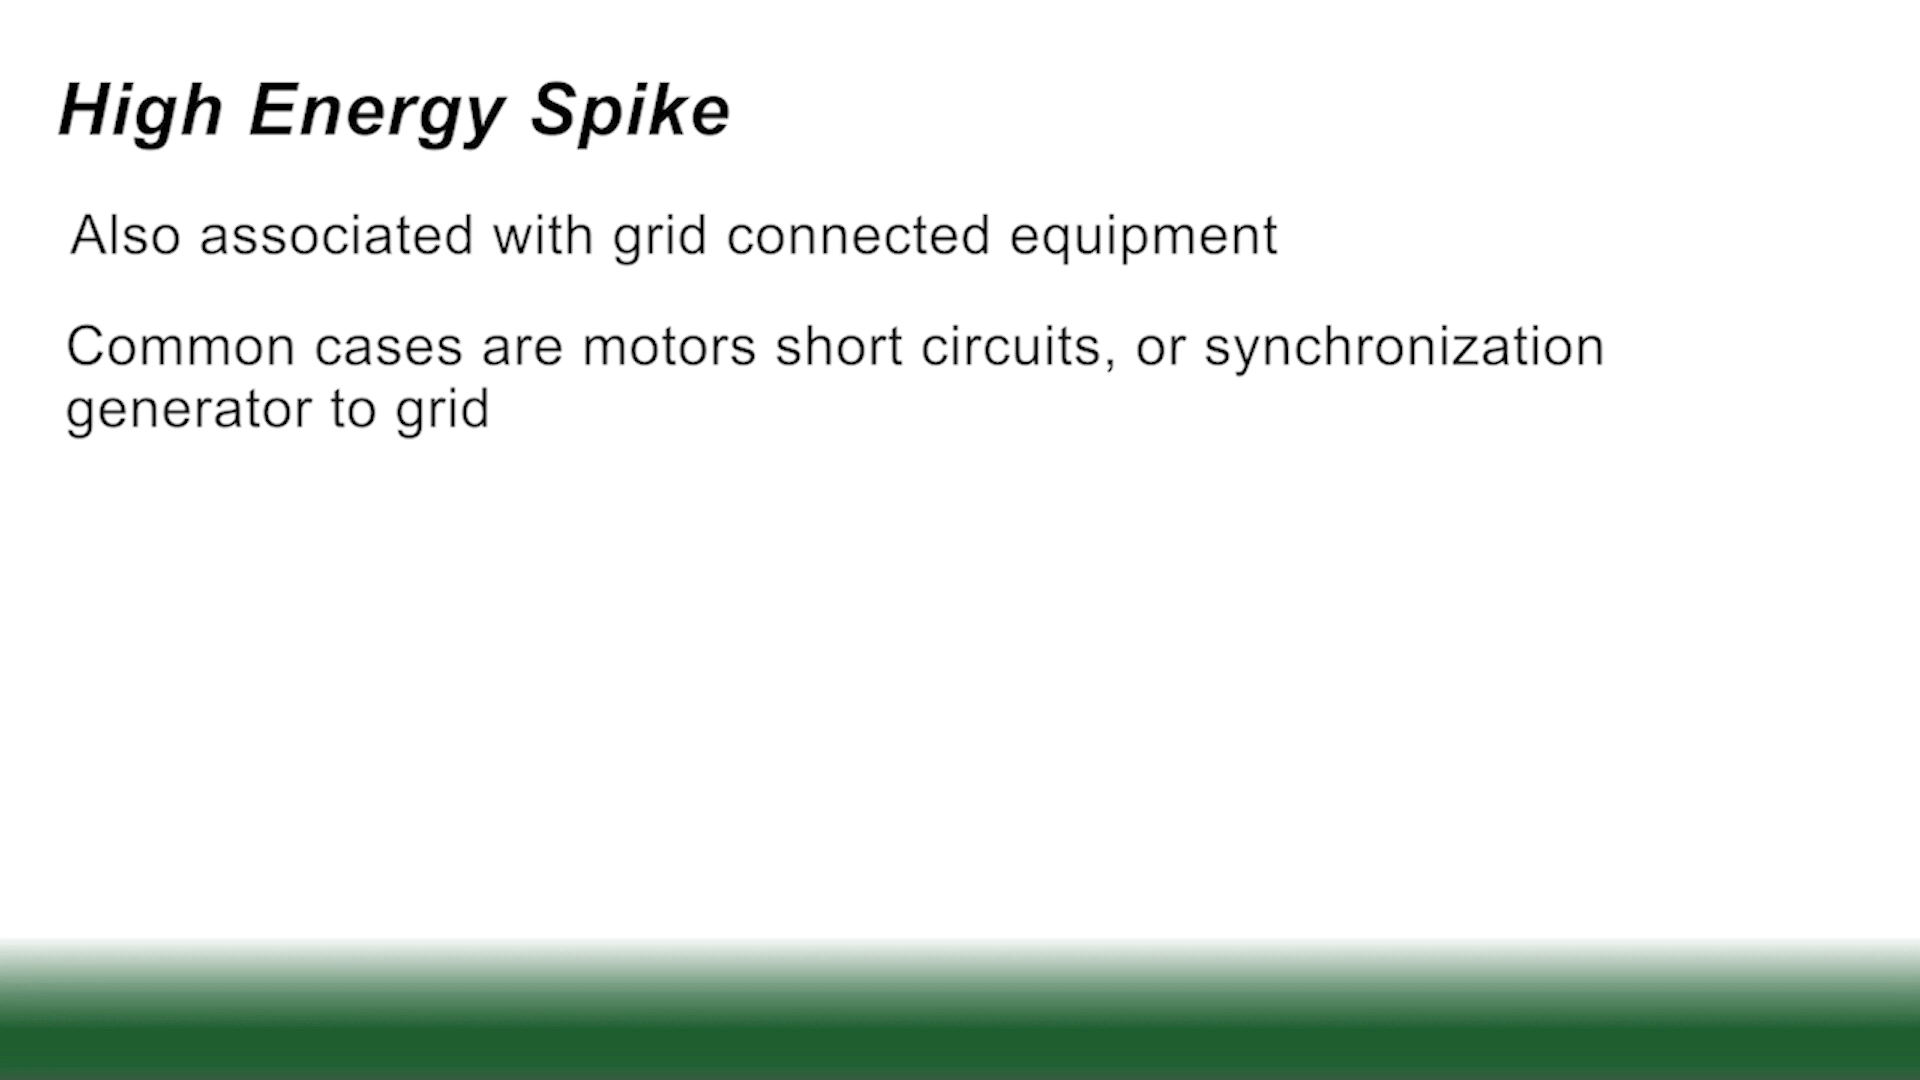 High Energy Spike
Also associated with grid connected equipment
Common cases are motors short circuits, or synchronization
generator to grid